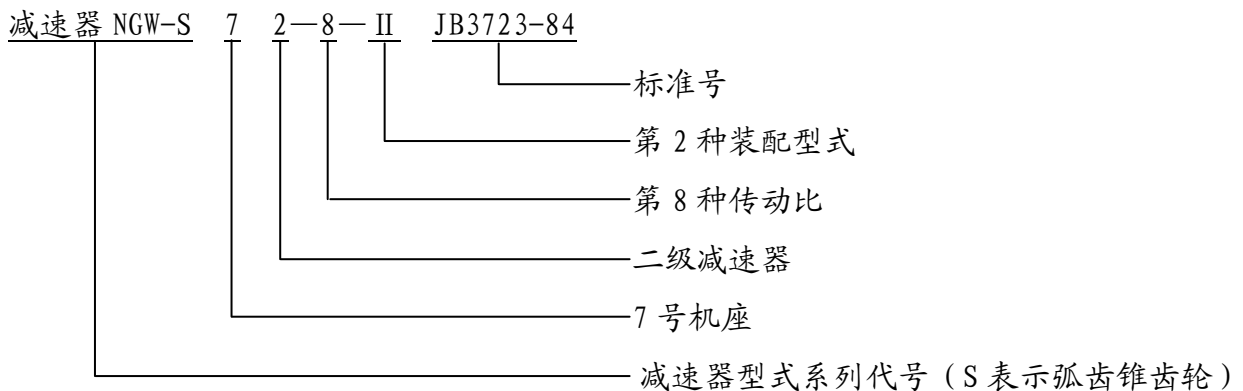 减速器 NGW-S 7 2—8—II JB3723-84
标准号
第 2 种装配型式
第 8 种传动比
二级减速器
7 号机座
减速器型式系列代号（S 表示弧齿锥齿轮）